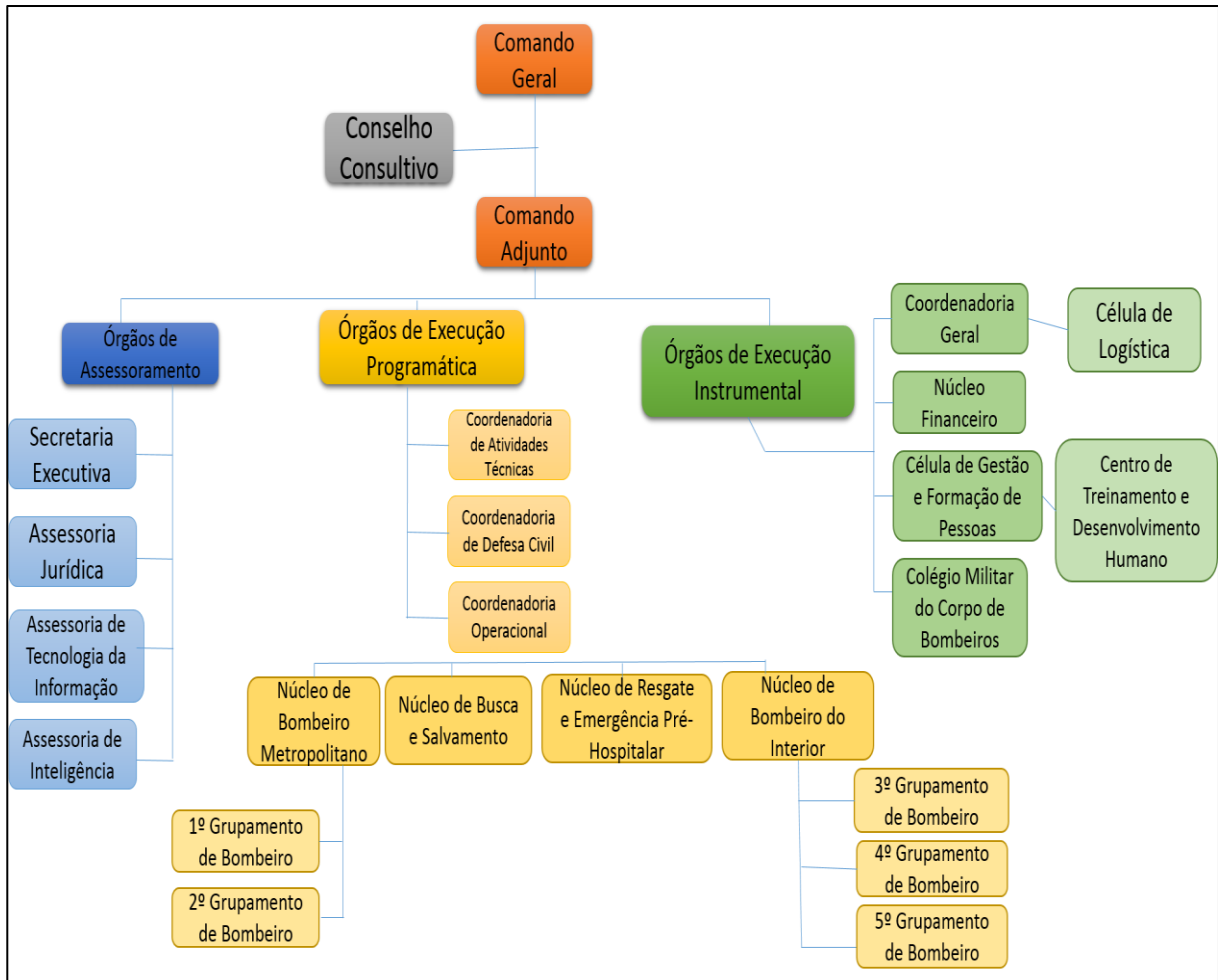 Comando
Geral
Conselho
Consultivo
Comando
Adjunto
Órgãos de
Assessoramento
Secretaria
Executiva
Assessoria
Jurídica
Assessoria de
Tecnologia da
Informação
Assessoria de
Inteligência
Órgãos de Execução
Programática
Coordenadoria
de Atividades
Técnicas
Coordenadoria
de Defesa Civil
Coordenadoria
Operacional
Núcleo de
Bombeiro
Metropolitano
Núcleo de Busca
e Salvamento
Núcleo de Resgate
e Emergência Pré-
Hospitalar
Núcleo de
Bombeiro do
Interior
1º Grupamento
de Bombeiro
2º Grupamento
de Bombeiro
3º Grupamento
de Bombeiro
4º Grupamento
de Bombeiro
5º Grupamento
de Bombeiro
Órgãos de Execução
Instrumental
Coordenadoria
Geral
Célula de
Logística
Núcleo
Financeiro
Célula de Gestão
e Formação de
Pessoas
Centro de
Treinamento e
Desenvolvimento
Humano
Colégio Militar
do Corpo de
Bombeiros